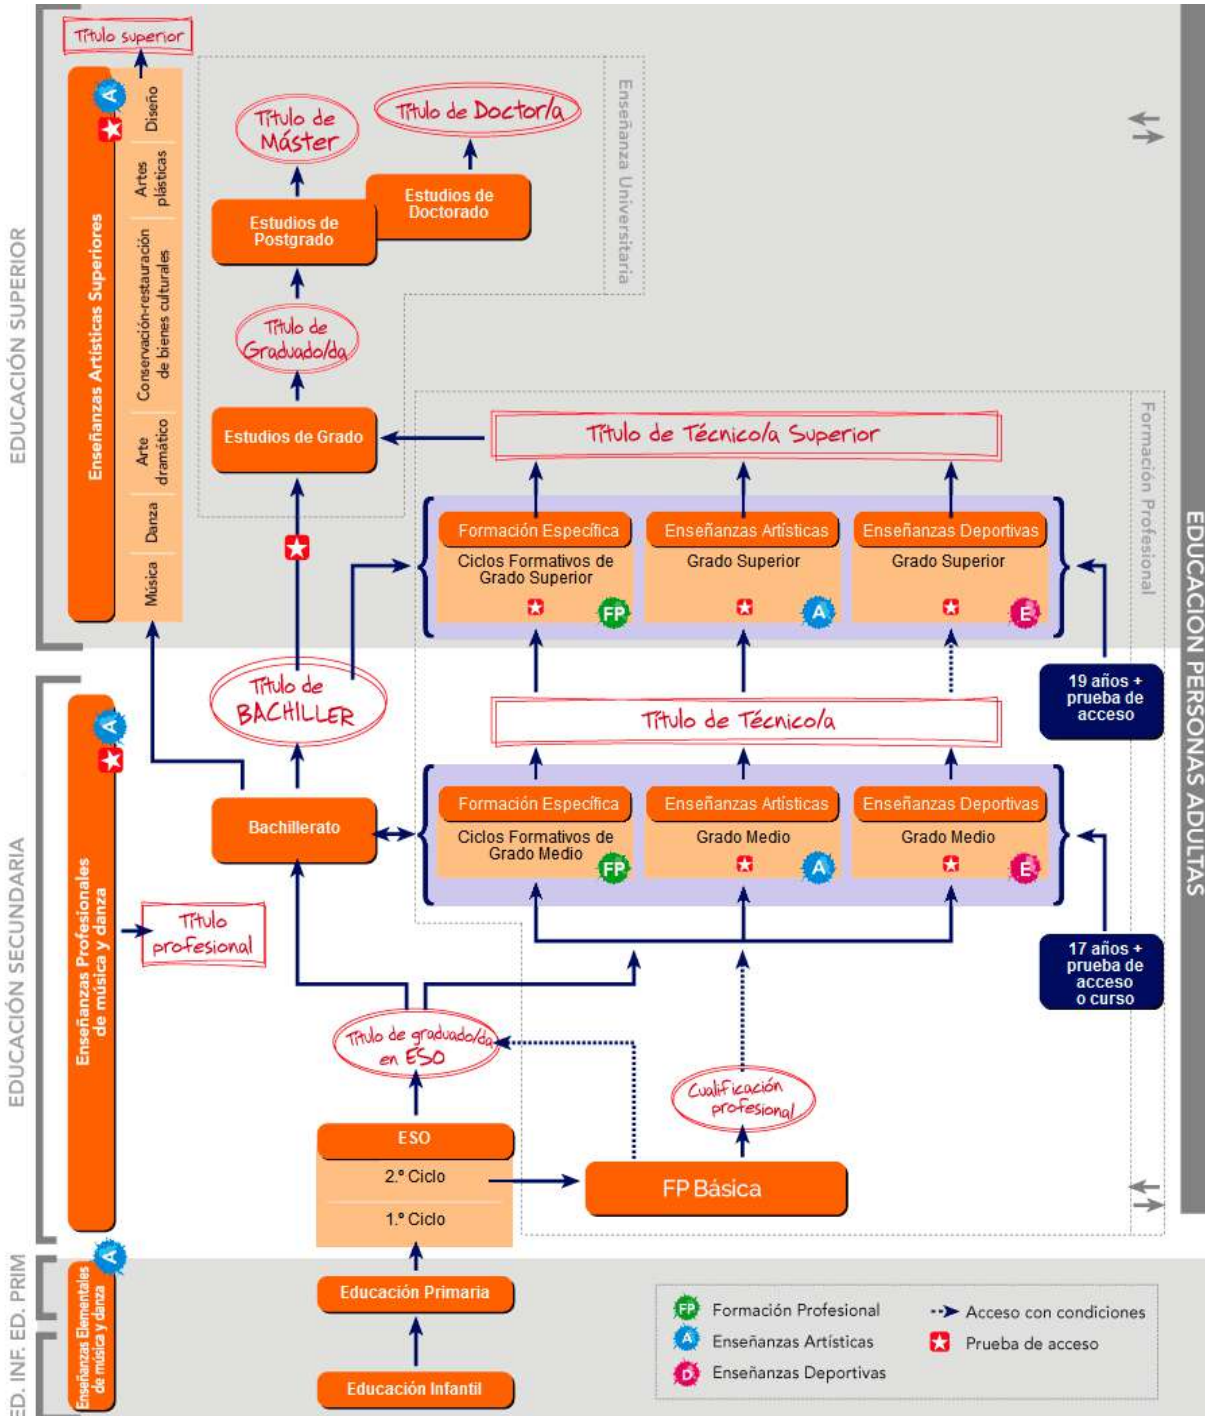 Título superior
EDUCACIÓN SUPERIOR
Enseñanzas Artísticas Superiores
A
Diseño
Artes
plásticas
Conservación-restauración
de bienes culturales
Arte
dramático
Danza
Música
Enseñanza Universitaria
Título de
Máster
Título de Doctor/a
Estudios de
Doctorado
Estudios de
Postgrado
Título de
Graduado/da
Estudios de Grado
Formación Profesional
Título de Técnico/a Superior
Formación Específica
Ciclos Formativos de
Grado Superior
FP
Enseñanzas Artísticas
Grado Superior
A
Enseñanzas Deportivas
Grado Superior
E
19 años +
prueba de
acceso
EDUCACIÓN PERSONAS ADULTAS
Título de
BACHILLER
Título de Técnico/a
EDUCACIÓN SECUNDARIA
Enseñanzas Profesionales
de música y danza
A
Título
profesional
Bachillerato
Formación Específica
Ciclos Formativos de
Grado Medio
FP
Enseñanzas Artísticas
Grado Medio
A
Enseñanzas Deportivas
Grado Medio
E
17 años +
prueba de
acceso
o curso
Título de graduado/da
en ESO
Cualificación
profesional
ESO
2.º Ciclo
1.º Ciclo
FP Básica
ED. PRIM
ED. INF.
Enseñanzas Elementales
de música y danza
A
Educación Primaria
Educación Infantil
FP Formación Profesional
A Enseñanzas Artísticas
D Enseñanzas Deportivas
Acceso con condiciones
Prueba de acceso